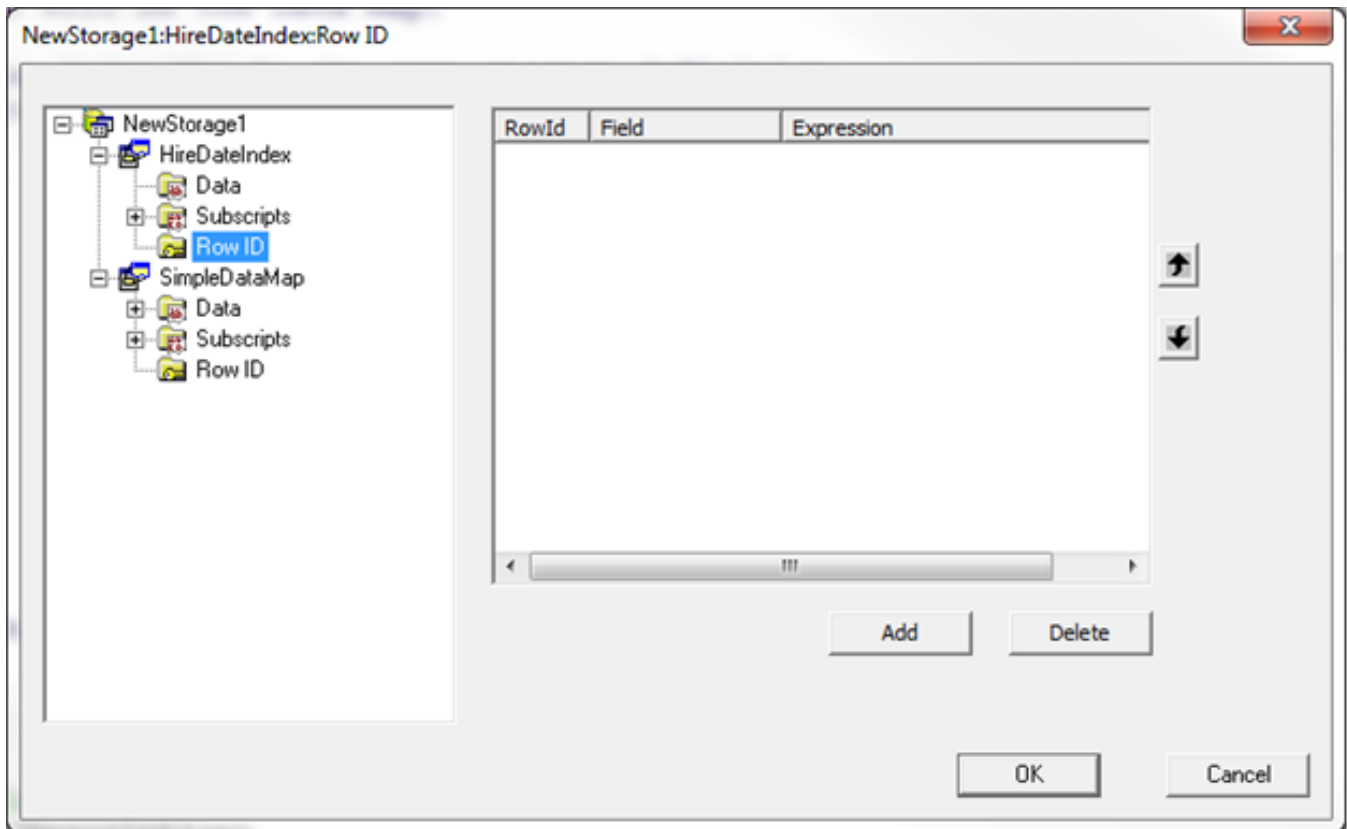 NewStorage1:HireDateIndex:Row ID
NewStorage1
HireDateIndex
Data
Subscripts
Row ID
SimpleDataMap
Data
Subscripts
Row ID
RowId Field Expression
Add Delete
OK Cancel